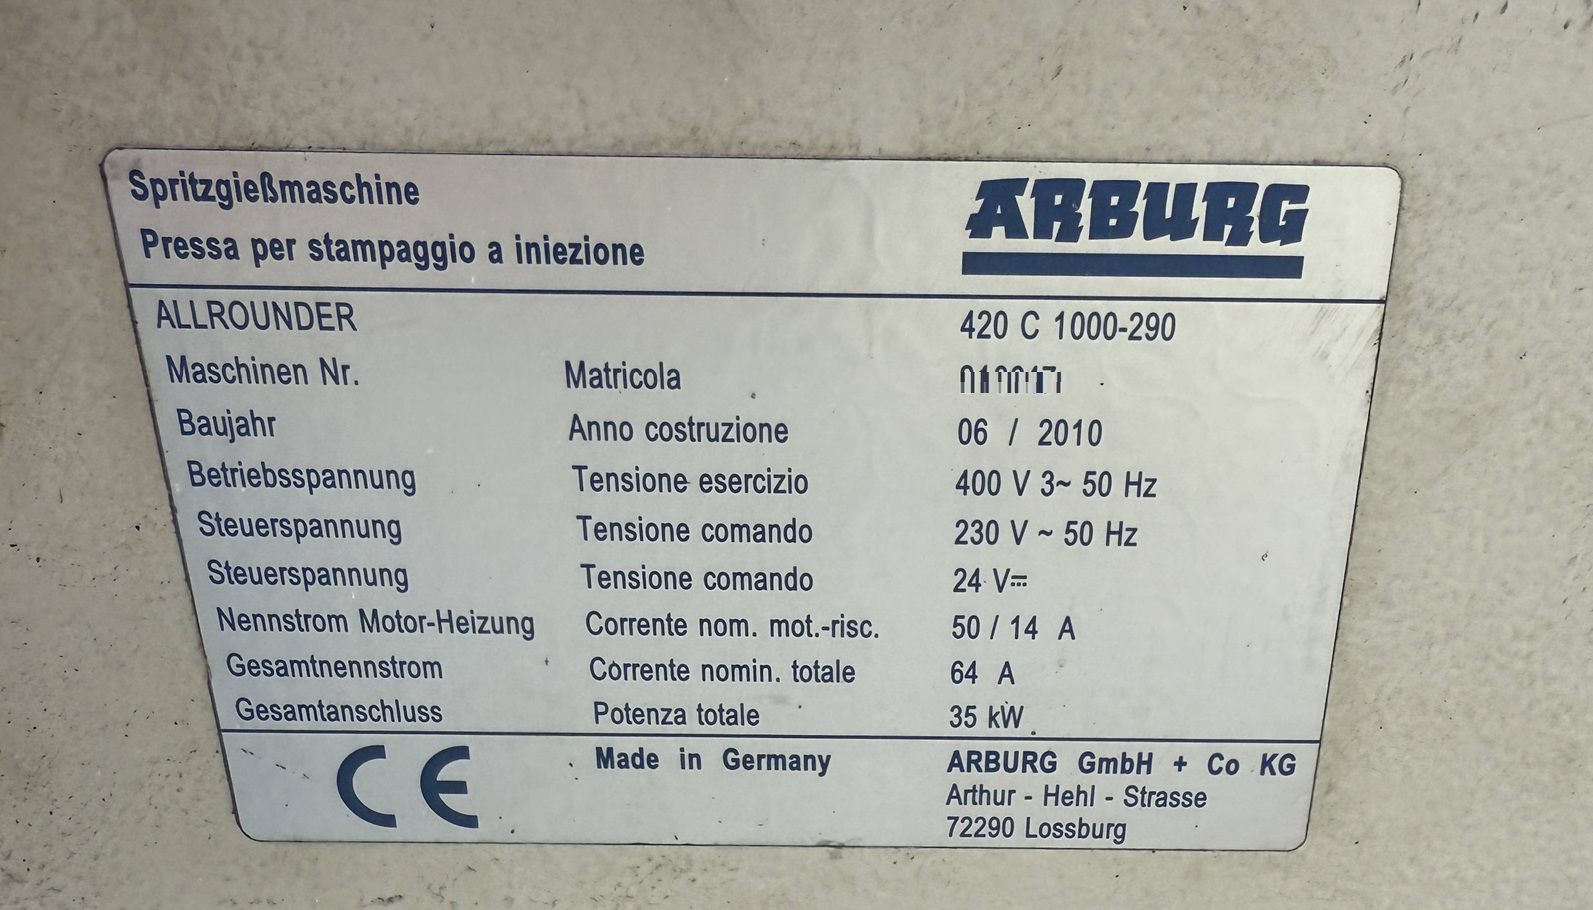 Spritzgießmaschine
Pressa per stampaggio a iniezione
ARBURG
ALLROUNDER 420 C 1000-290
Maschinen Nr. Matricola
Baujahr Anno costruzione 06 / 2010
Betriebsspannung Tensione esercizio 400 V 3~ 50 Hz
Steuerspannung Tensione comando 230 V ~ 50 Hz
Steuerspannung Tensione comando 24 V⎓
Nennstrom Motor-Heizung Corrente nom. mot.-risc. 50 / 14 A
Gesamtnennstrom Corrente nomin. totale 64 A
Gesamtanschluss Potenza totale 35 kW
CE Made in Germany ARBURG GmbH + Co KG
Arthur - Hehl - Strasse
72290 Lossburg